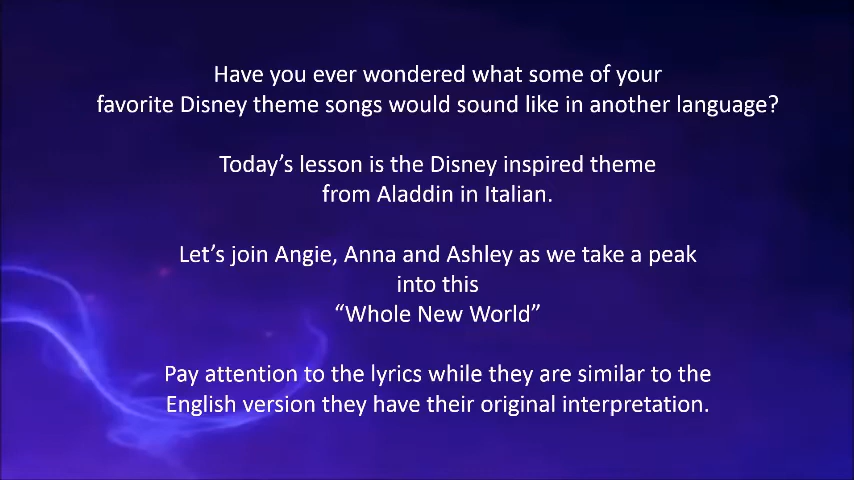 Have you ever wondered what some of your
favorite Disney theme songs would sound like in another language?
Today’s lesson is the Disney inspired theme
from Aladdin in Italian.
Let’s join Angie, Anna and Ashley as we take a peak
into this
“Whole New World”
Pay attention to the lyrics while they are similar to the
English version they have their original interpretation.